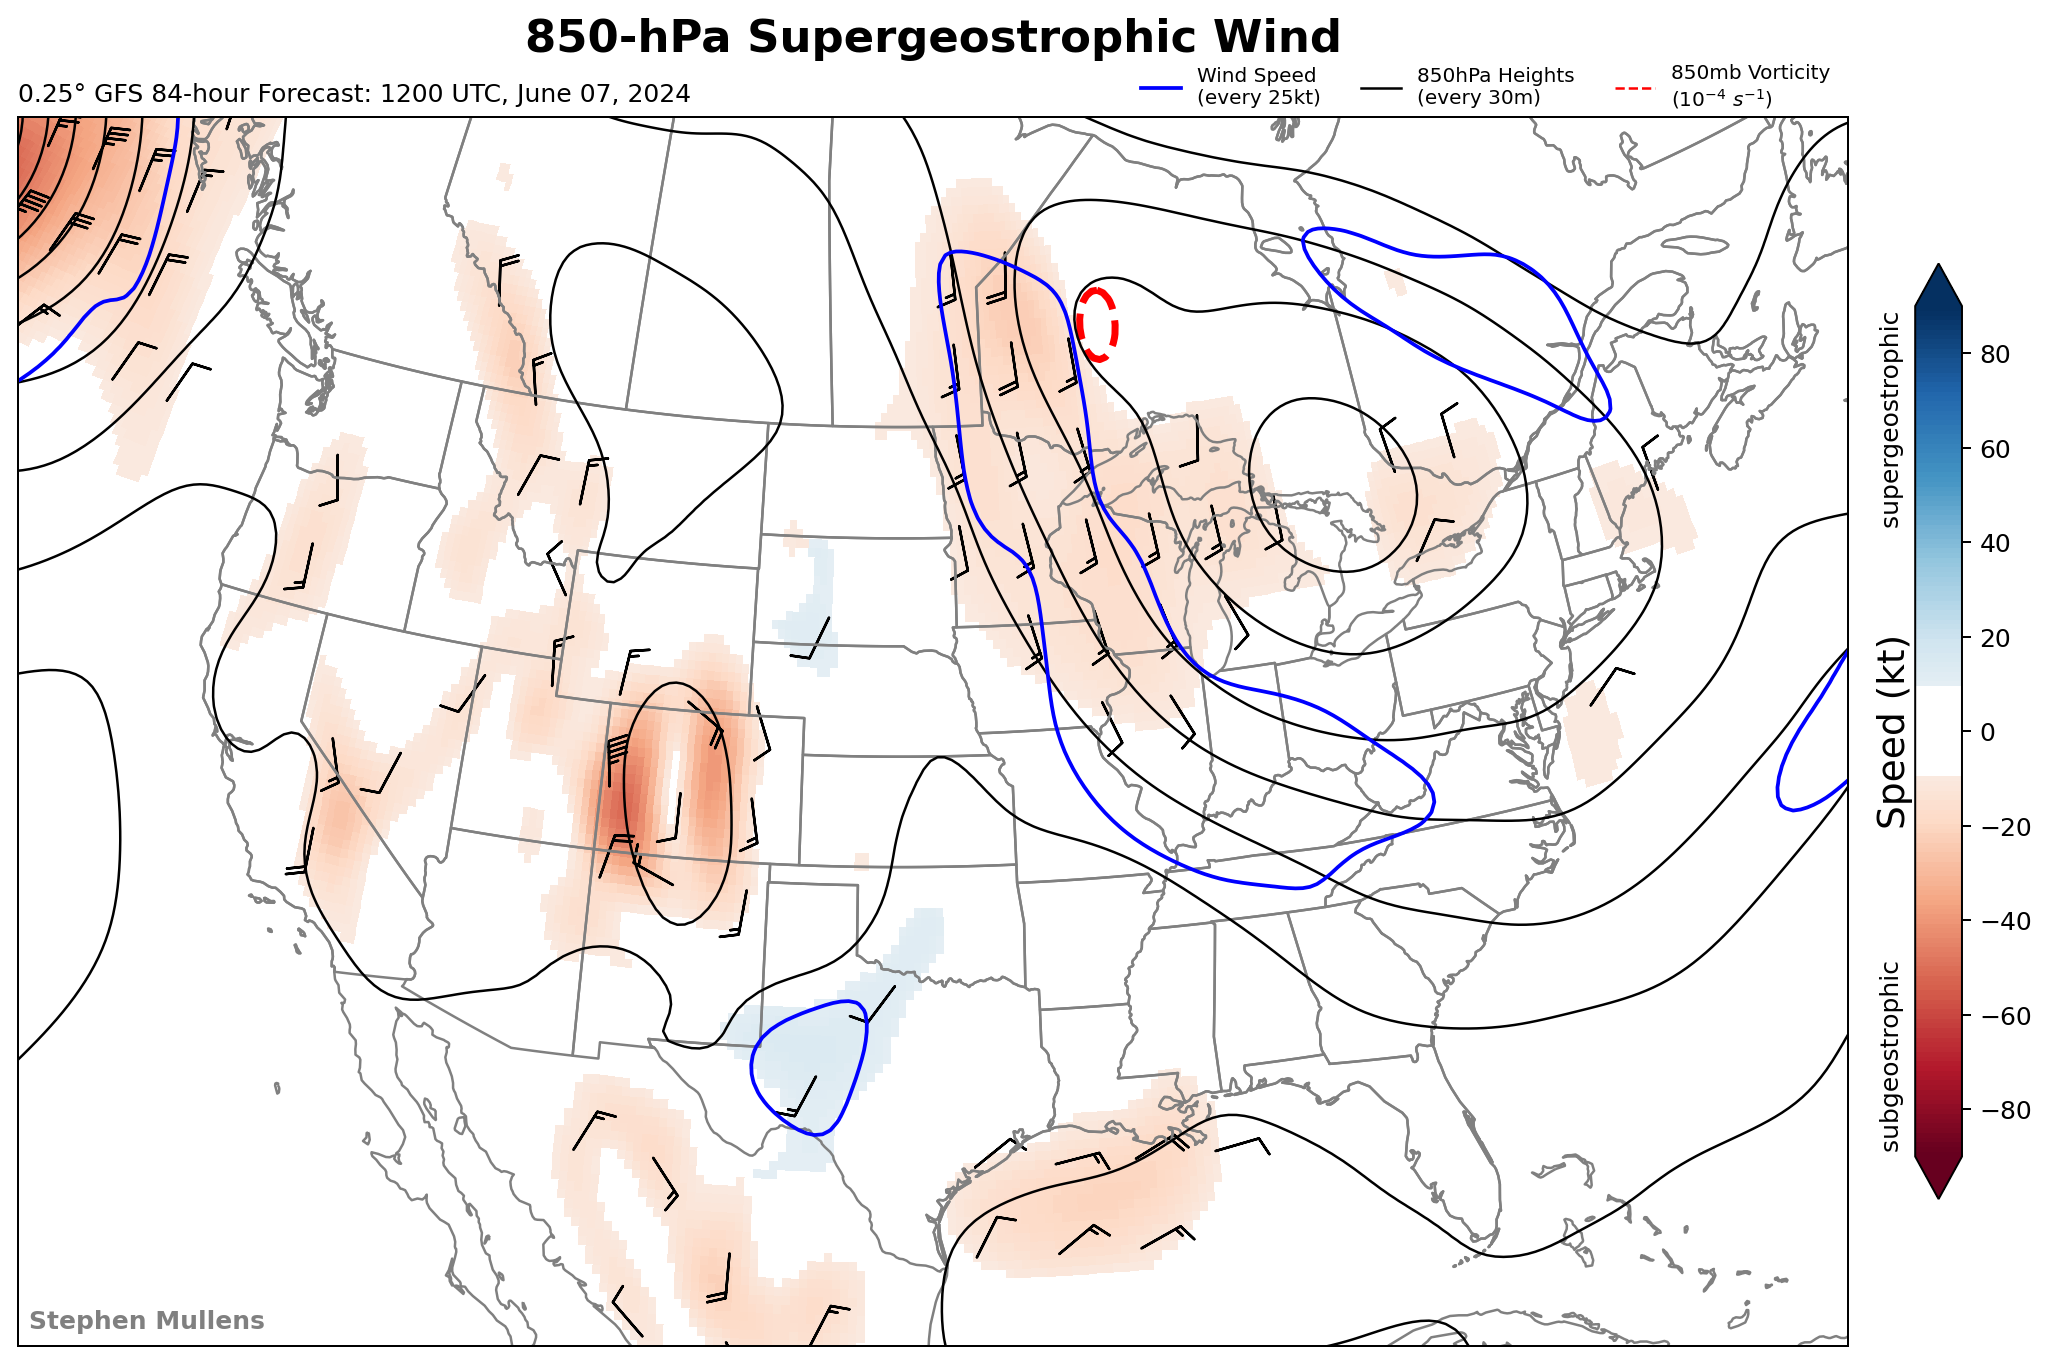 850-hPa Supergeostrophic Wind
0.25° GFS 84-hour Forecast: 1200 UTC, June 07, 2024
Wind Speed
(every 25kt)
850hPa Heights
(every 30m)
850mb Vorticity
(10⁻⁴ s⁻¹)
supergeostrophic
Speed (kt)
subgeostrophic
80
60
40
20
0
−20
−40
−60
−80
Stephen Mullens